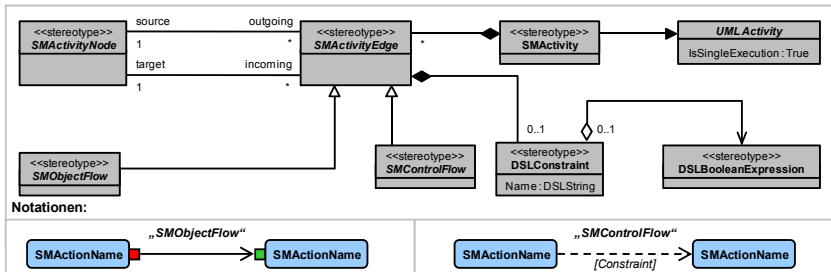 source
outgoing
<<stereotype>>
SMActivityNode
1
*
<<stereotype>>
SMActivityEdge
*
<<stereotype>>
SMActivity
UMLActivity
IsSingleExecution : True
target
incoming
1
*
0..1
0..1
<<stereotype>>
SMObjectFlow
<<stereotype>>
SMControlFlow
<<stereotype>>
DSLConstraint
Name : DSLString
<<stereotype>>
DSLBooleanExpression
Notationen:
„SMObjectFlow“
SMActionName
SMActionName
„SMControlFlow“
SMActionName
SMActionName
[Constraint]